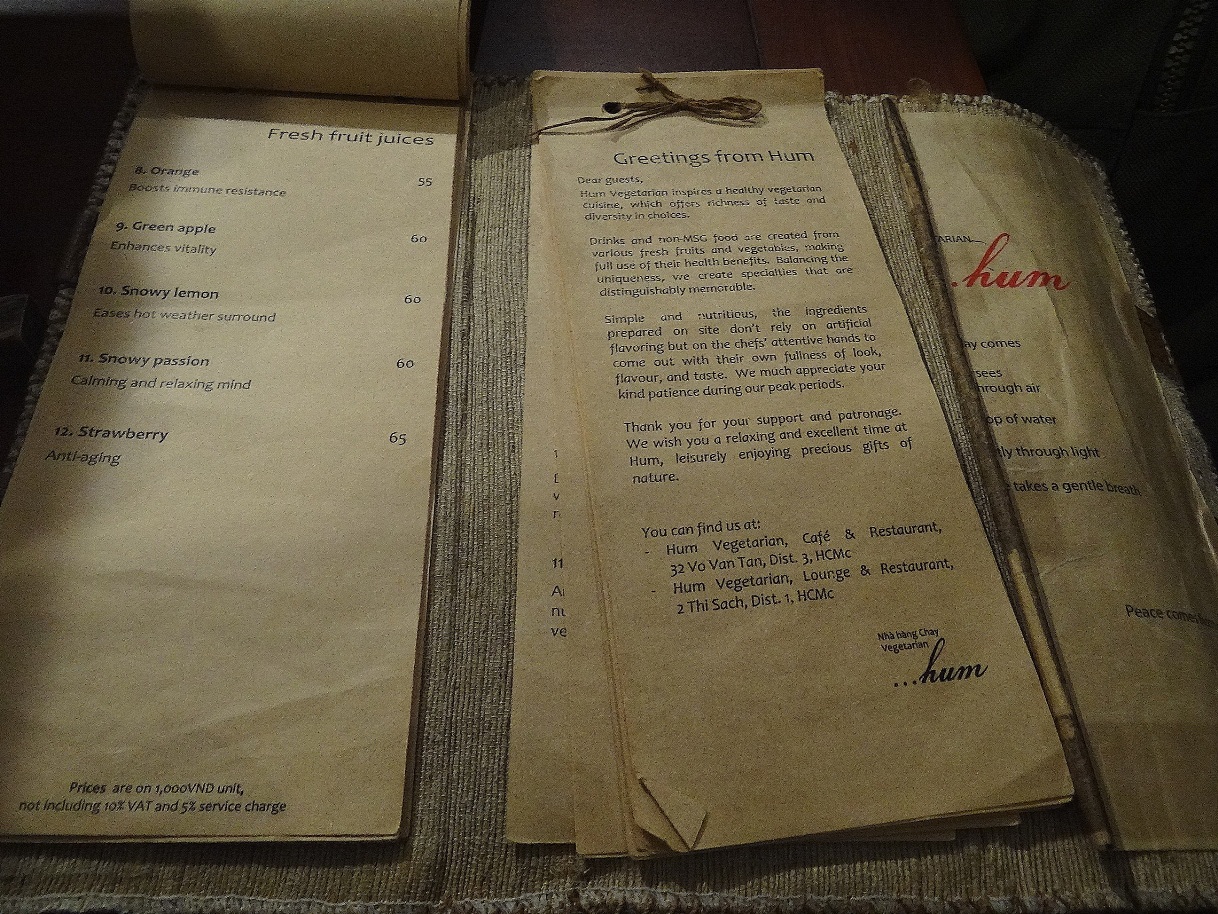 Fresh fruit juices
8. Orange 55
Boosts immune resistance
9. Green apple 60
Enhances vitality
10. Snowy lemon 60
Eases hot weather surround
11. Snowy passion 60
Calming and relaxing mind
12. Strawberry 65
Anti-aging
Prices are on 1,000VND unit,
not including 10% VAT and 5% service charge
Greetings from Hum
Dear guests,
Hum Vegetarian inspires a healthy vegetarian
cuisine, which offers richness of taste and
diversity in choices.
Drinks and non-MSG food are created from
various fresh fruits and vegetables, making
full use of their health benefits. Balancing the
uniqueness, we create specialties that are
distinguishably memorable.
Simple and nutritious, the ingredients
prepared on site don't rely on artificial
flavoring but on the chefs' attentive hands to
come out with their own fullness of look,
flavour, and taste. We much appreciate your
kind patience during our peak periods.
Thank you for your support and patronage.
We wish you a relaxing and excellent time at
Hum, leisurely enjoying precious gifts of
nature.
You can find us at:
- Hum Vegetarian, Café & Restaurant,
32 Vo Van Tan, Dist. 3, HCMc
- Hum Vegetarian, Lounge & Restaurant,
2 Thi Sach, Dist. 1, HCMc
Nhà hàng Chay
Vegetarian
...hum
11
ve
.hum
comes
sees
through air
of water
through light
takes a gentle breath
Peace comes